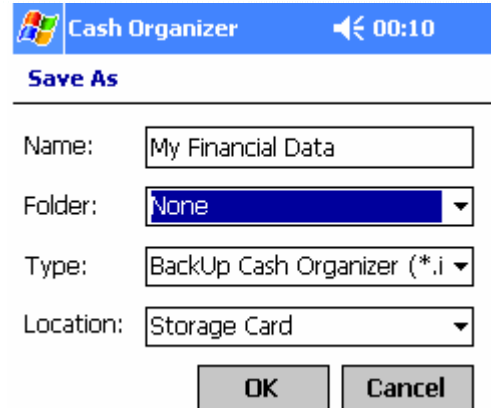 Cash Organizer 00:10
Save As
Name: My Financial Data
Folder: None
Type: BackUp Cash Organizer (*.i
Location: Storage Card
OK Cancel